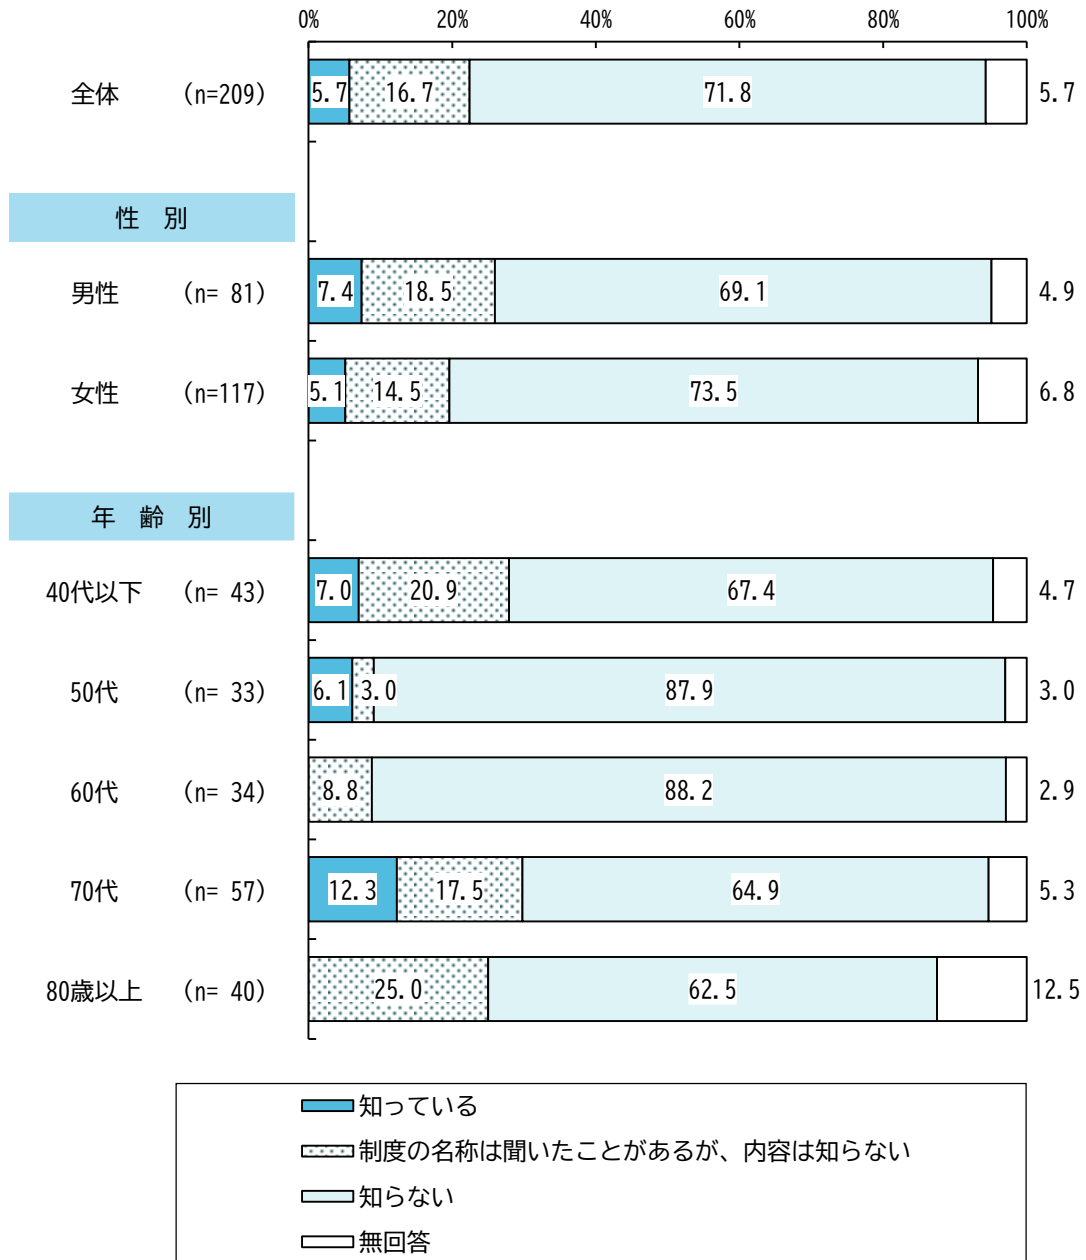 0% 20% 40% 60% 80% 100%
全体 (n=209) 5.7 16.7 71.8 5.7
性 別
男性 (n= 81) 7.4 18.5 69.1 4.9
女性 (n=117) 5.1 14.5 73.5 6.8
年 齢 別
40代以下 (n= 43) 7.0 20.9 67.4 4.7
50代 (n= 33) 6.1 3.0 87.9 3.0
60代 (n= 34) 8.8 88.2 2.9
70代 (n= 57) 12.3 17.5 64.9 5.3
80歳以上 (n= 40) 25.0 62.5 12.5
知っている
制度の名称は聞いたことがあるが、内容は知らない
知らない
無回答